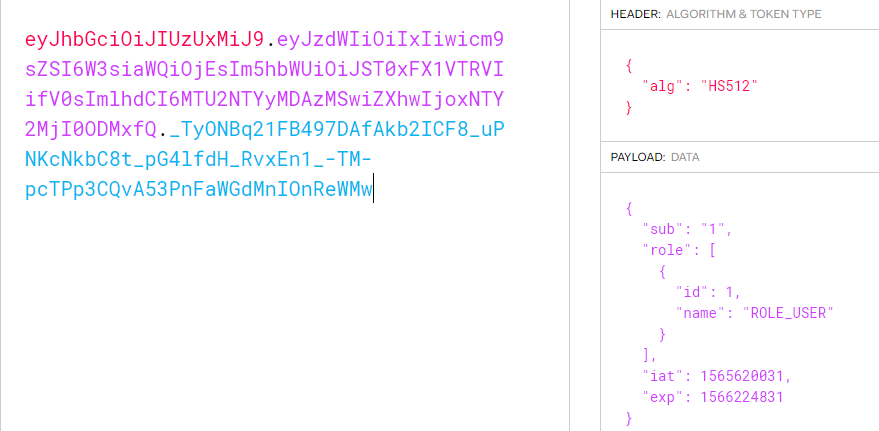 eyJhbGciOiJIUzUxMiJ9.eyJzdWIiOiIxIiwicm9
sZSI6W3siaWQiOjEsIm5hbWUiOiJST0xFX1VTRVI
ifV0sImlhdCI6MTU2NTYyMDAzMSwiZXhwIjoxNTY
2MjI0ODMxfQ._TyONBq21FB497DAfAkb2ICF8_uP
NKcNkbC8t_pG4lfdH_RvxEn1_-TM-
pcTPp3CQvA53PnFaWGdMnIOnReWMw
HEADER: ALGORITHM & TOKEN TYPE
{
"alg": "HS512"
}
PAYLOAD: DATA
{
"sub": "1",
"role": [
{
"id": 1,
"name": "ROLE_USER"
}
],
"iat": 1565620031,
"exp": 1566224831
}